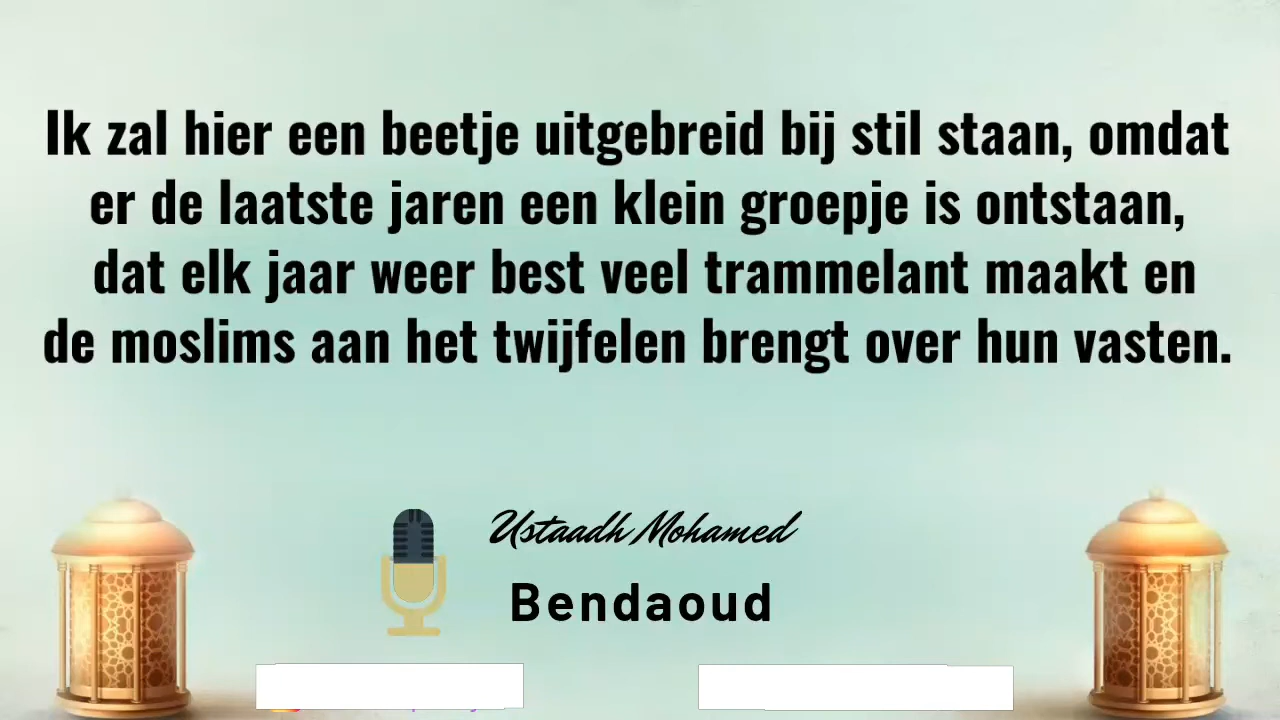 Ik zal hier een beetje uitgebreid bij stil staan, omdat
er de laatste jaren een klein groepje is ontstaan,
dat elk jaar weer best veel trammelant maakt en
de moslims aan het twijfelen brengt over hun vasten.
Ustaadh Mohamed
Bendaoud